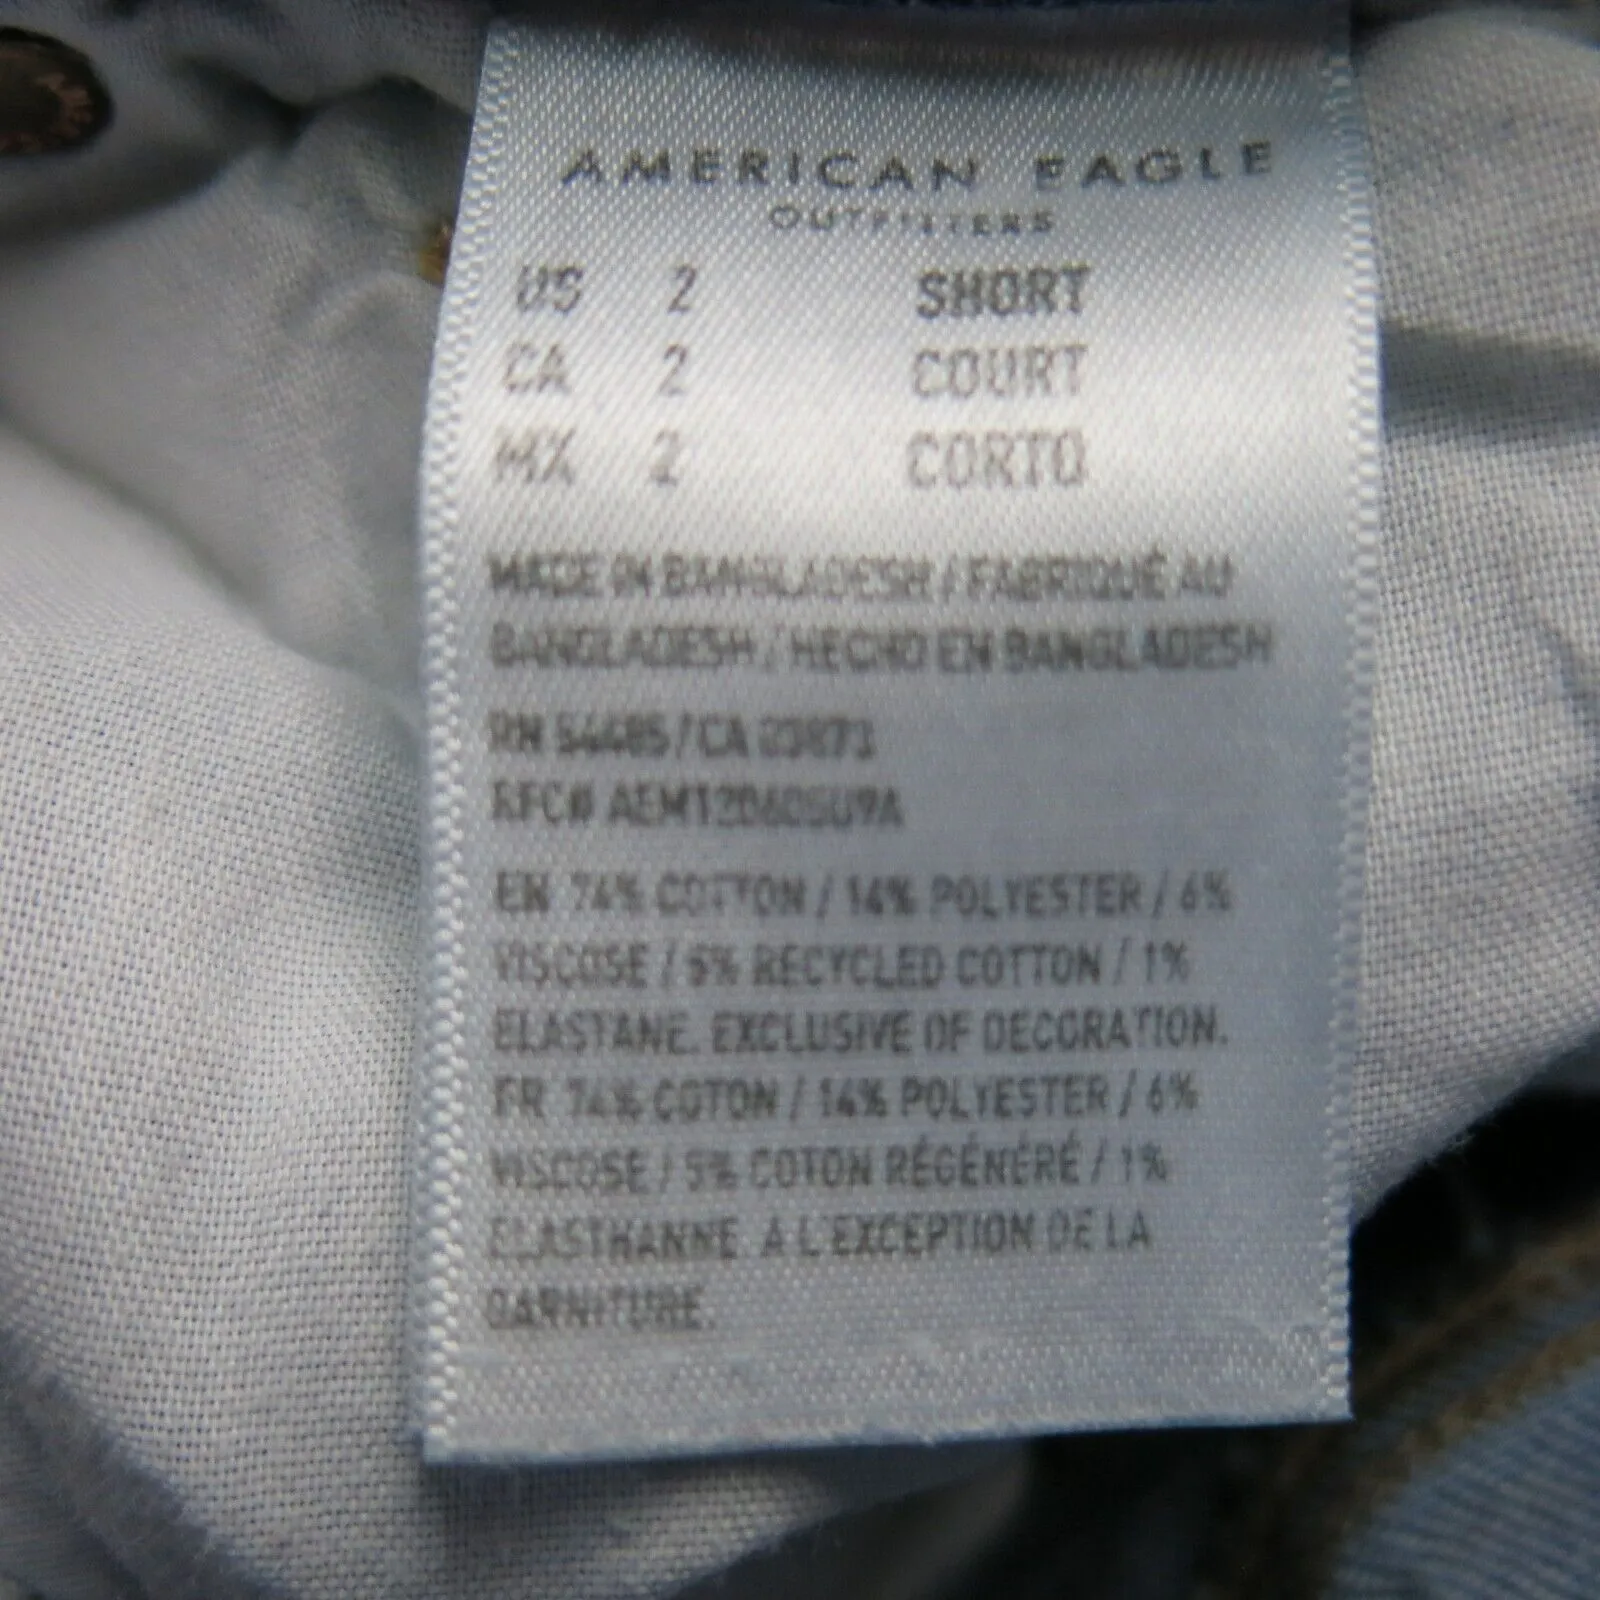 AMERICAN EAGLE
OUTFITTERS
US 2 SHORT
CA 2 COURT
MX 2 CORTO
MADE IN BANGLADESH / FABRIQUÉ AU
BANGLADESH / HECHO EN BANGLADESH
RN 54485 / CA 23873
RFC# AEM120605U9A
EN 74% COTTON / 14% POLYESTER / 6%
VISCOSE / 5% RECYCLED COTTON / 1%
ELASTANE. EXCLUSIVE OF DECORATION.
FR 74% COTON / 14% POLYESTER / 6%
VISCOSE / 5% COTON RÉGÉNÉRÉ / 1%
ELASTHANNE. A L'EXCEPTION DE LA
GARNITURE.